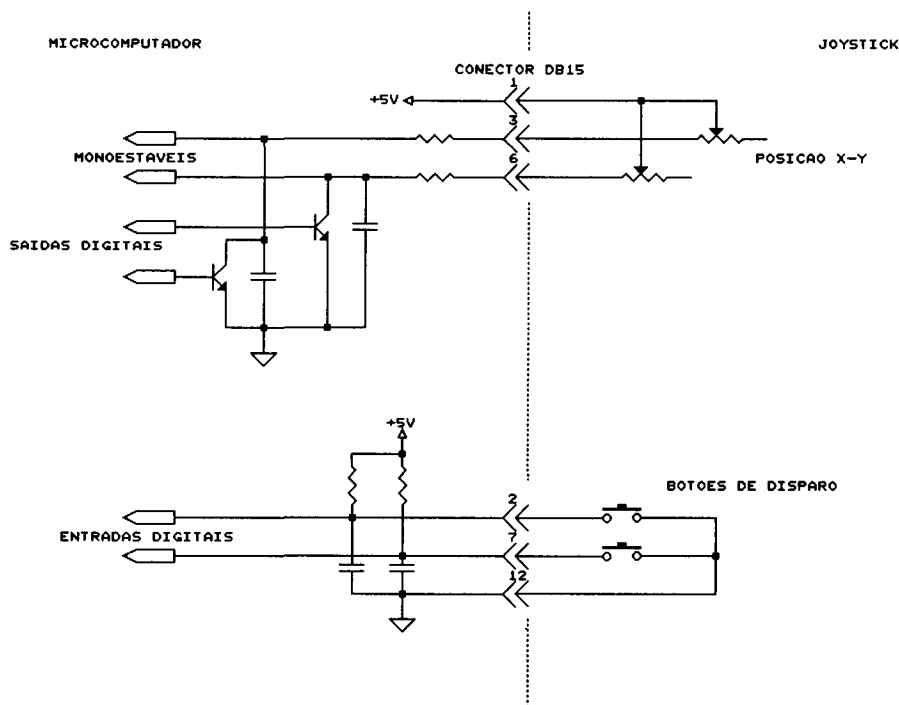 MICROCOMPUTADOR
JOYSTICK
CONECTOR DB15
1
+5V
3
MONOESTAVEIS
6
POSICAO X-Y
SAIDAS DIGITAIS
+5V
BOTOES DE DISPARO
2
ENTRADAS DIGITAIS
7
12